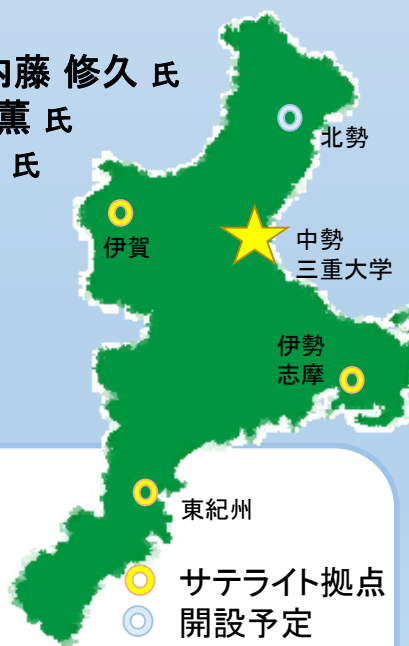 内藤 修久 氏
薫 氏
氏
北勢
伊賀
中勢
三重大学
伊勢
志摩
東紀州
サテライト拠点
開設予定